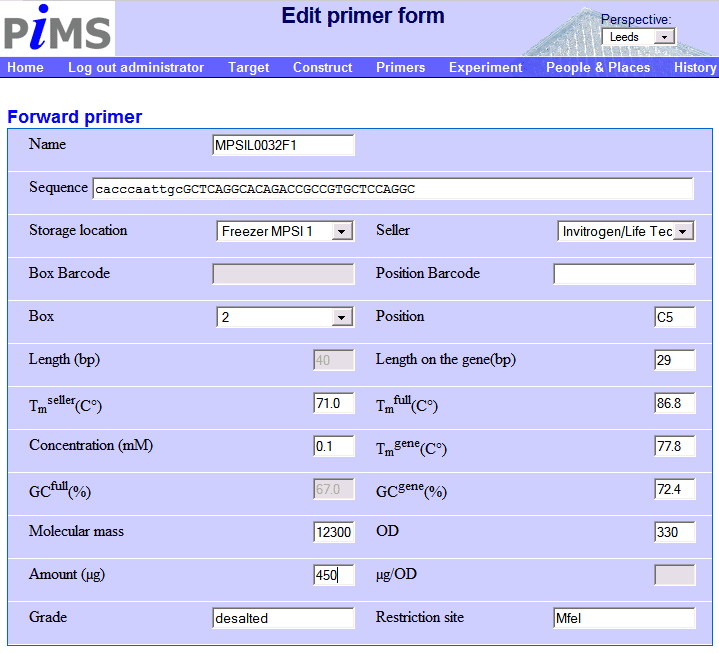 PiMS
Edit primer form
Perspective:
Leeds
Home Log out administrator Target Construct Primers Experiment People & Places History
Forward primer
Name MPSIL0032F1
Sequence cacccaattgcGCTCAGGCACAGACCGCCGTGCTCCAGGC
Storage location Freezer MPSI 1 Seller Invitrogen/Life Tec
Box Barcode Position Barcode
Box 2 Position C5
Length (bp) 40 Length on the gene(bp) 29
Tm seller(C°) 71.0 Tm full(C°) 86.8
Concentration (mM) 0.1 Tm gene(C°) 77.8
GC full(%) 67.0 GC gene(%) 72.4
Molecular mass 12300 OD 330
Amount (µg) 450 µg/OD
Grade desalted Restriction site MfeI